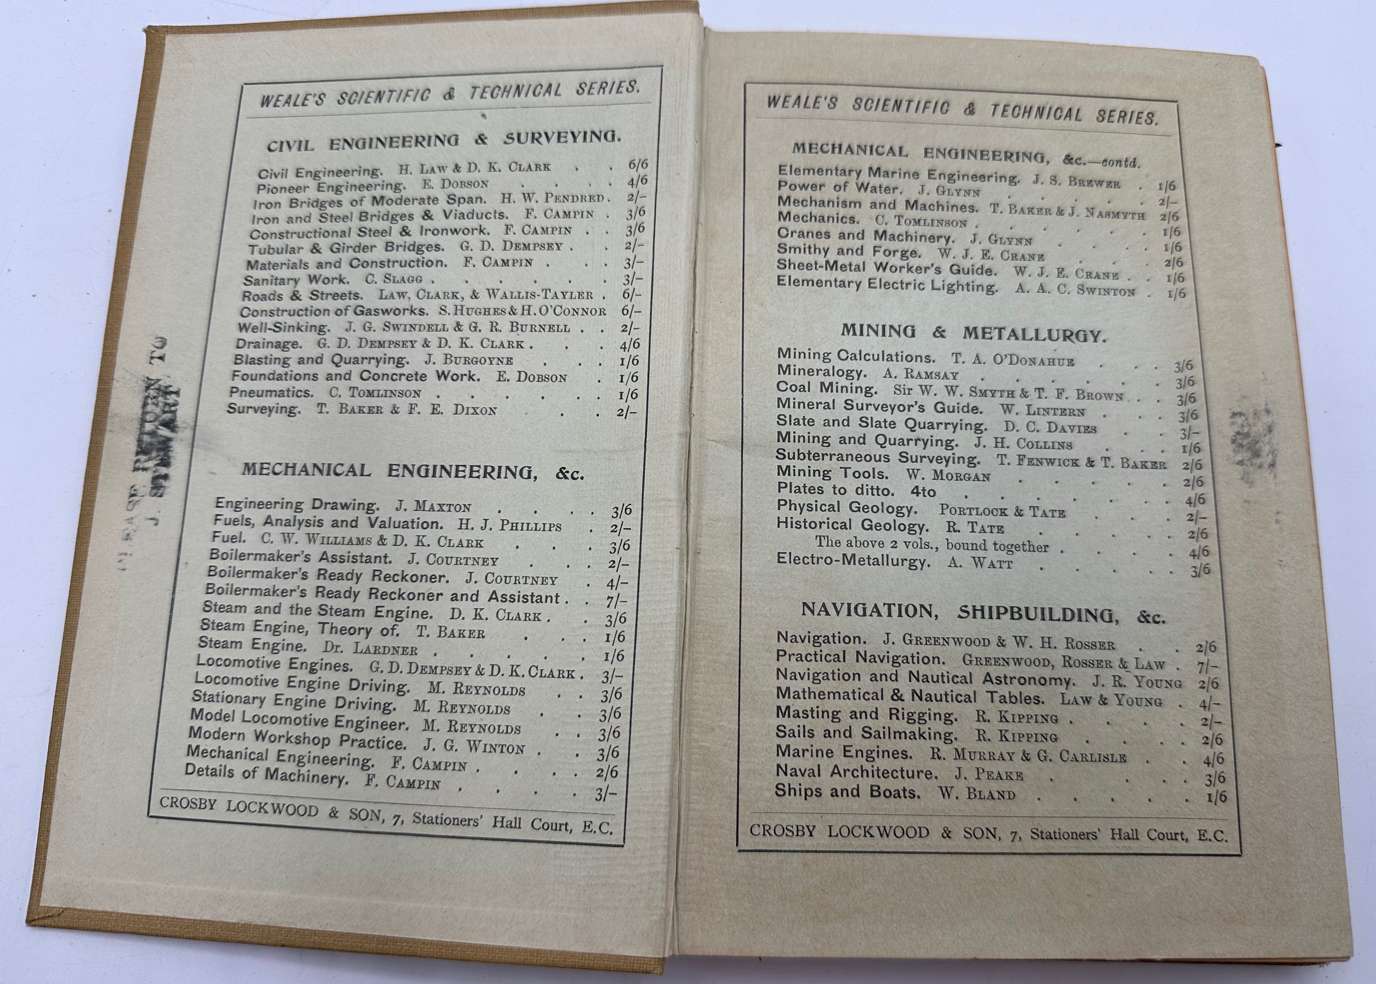 WEALE'S SCIENTIFIC & TECHNICAL SERIES.
CIVIL ENGINEERING & SURVEYING.
Civil Engineering. H. LAW & D. K. CLARK . . 6/6
Pioneer Engineering. E. DOBSON . . . . 4/6
Iron Bridges of Moderate Span. H. W. PENDRED. 2/-
Iron and Steel Bridges & Viaducts. F. CAMPIN . 3/6
Constructional Steel & Ironwork. F. CAMPIN . . 3/6
Tubular & Girder Bridges. G. D. DEMPSEY . . 2/-
Materials and Construction. F. CAMPIN . . . 3/-
Sanitary Work. C. SLAGG . . . . . . 3/-
Roads & Streets. LAW, CLARK, & WALLIS-TAYLER . 6/-
Construction of Gasworks. S. HUGHES & H. O'CONNOR 6/-
Well-Sinking. J. G. SWINDELL & G. R. BURNELL . . 2/-
Drainage. G. D. DEMPSEY & D. K. CLARK . . . 4/6
Blasting and Quarrying. J. BURGOYNE . . . 1/6
Foundations and Concrete Work. E. DOBSON . 1/6
Pneumatics. C. TOMLINSON . . . . . . 1/6
Surveying. T. BAKER & F. E. DIXON . . 2/-
MECHANICAL ENGINEERING, &c.
Engineering Drawing. J. MAXTON . . . . 3/6
Fuels, Analysis and Valuation. H. J. PHILLIPS . 2/-
Fuel. C. W. WILLIAMS & D. K. CLARK . . . 3/6
Boilermaker's Assistant. J. COURTNEY . . . 2/-
Boilermaker's Ready Reckoner. J. COURTNEY . 4/-
Boilermaker's Ready Reckoner and Assistant . . 7/-
Steam and the Steam Engine. D. K. CLARK . . 3/6
Steam Engine, Theory of. T. BAKER . . . 1/6
Steam Engine. DR. LARDNER . . . . . 1/6
Locomotive Engines. G. D. DEMPSEY & D. K. CLARK . 3/-
Locomotive Engine Driving. M. REYNOLDS . . 3/6
Stationary Engine Driving. M. REYNOLDS . . 3/6
Model Locomotive Engineer. M. REYNOLDS . . 3/6
Modern Workshop Practice. J. G. WINTON . . . 3/6
Mechanical Engineering. F. CAMPIN . . . . 2/6
Details of Machinery. F. CAMPIN . . . . 3/-
CROSBY LOCKWOOD & SON, 7, Stationers' Hall Court, E.C.
PLEASE RETURN TO
J. STEWART
WEALE'S SCIENTIFIC & TECHNICAL SERIES.
MECHANICAL ENGINEERING, &c.—contd.
Elementary Marine Engineering. J. S. BREWER . 1/6
Power of Water. J. GLYNN . . . . . 2/-
Mechanism and Machines. T. BAKER & J. NASMYTH 2/6
Mechanics. C. TOMLINSON . . . . . . 1/6
Cranes and Machinery. J. GLYNN . . . . 1/6
Smithy and Forge. W. J. E. CRANE . . . . 2/6
Sheet-Metal Worker's Guide. W. J. E. CRANE . . 1/6
Elementary Electric Lighting. A. A. C. SWINTON . 1/6
MINING & METALLURGY.
Mining Calculations. T. A. O'DONAHUE . . . 3/6
Mineralogy. A. RAMSAY . . . . . . 3/6
Coal Mining. SIR W. W. SMYTH & T. F. BROWN . . 3/6
Mineral Surveyor's Guide. W. LINTERN . . . 3/6
Slate and Slate Quarrying. D. C. DAVIES . . 3/-
Mining and Quarrying. J. H. COLLINS . . . 1/6
Subterraneous Surveying. T. FENWICK & T. BAKER 2/6
Mining Tools. W. MORGAN . . . . . 2/6
Plates to ditto. 4to . . . . . . 4/6
Physical Geology. PORTLOCK & TATE . . . 2/-
Historical Geology. R. TATE . . . . . 2/6
The above 2 vols., bound together . . . . 4/6
Electro-Metallurgy. A. WATT . . . . 3/6
NAVIGATION, SHIPBUILDING, &c.
Navigation. J. GREENWOOD & W. H. ROSSER . . 2/6
Practical Navigation. GREENWOOD, ROSSER & LAW . 7/-
Navigation and Nautical Astronomy. J. R. YOUNG 2/6
Mathematical & Nautical Tables. LAW & YOUNG . 4/-
Masting and Rigging. R. KIPPING . . . . 2/-
Sails and Sailmaking. R. KIPPING . . . . 2/6
Marine Engines. R. MURRAY & G. CARLISLE . . 4/6
Naval Architecture. J. PEAKE . . . . 3/6
Ships and Boats. W. BLAND . . . . . 1/6
CROSBY LOCKWOOD & SON, 7, Stationers' Hall Court, E.C.